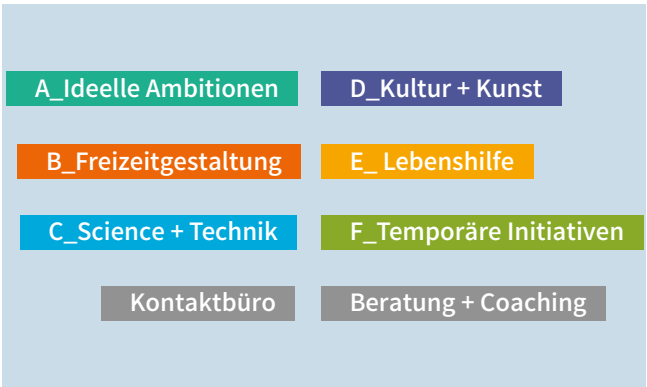 A_Ideelle Ambitionen
D_Kultur + Kunst
B_Freizeitgestaltung
E_ Lebenshilfe
C_Science + Technik
F_Temporäre Initiativen
Kontaktbüro
Beratung + Coaching